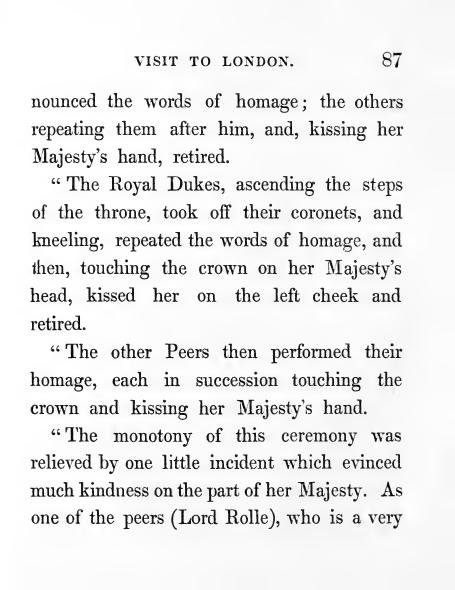 VISIT TO LONDON. 87
nounced the words of homage; the others
repeating them after him, and, kissing her
Majesty's hand, retired.
“ The Royal Dukes, ascending the steps
of the throne, took off their coronets, and
kneeling, repeated the words of homage, and
then, touching the crown on her Majesty's
head, kissed her on the left cheek and
retired.
“ The other Peers then performed their
homage, each in succession touching the
crown and kissing her Majesty's hand.
“ The monotony of this ceremony was
relieved by one little incident which evinced
much kindness on the part of her Majesty. As
one of the peers (Lord Rolle), who is a very